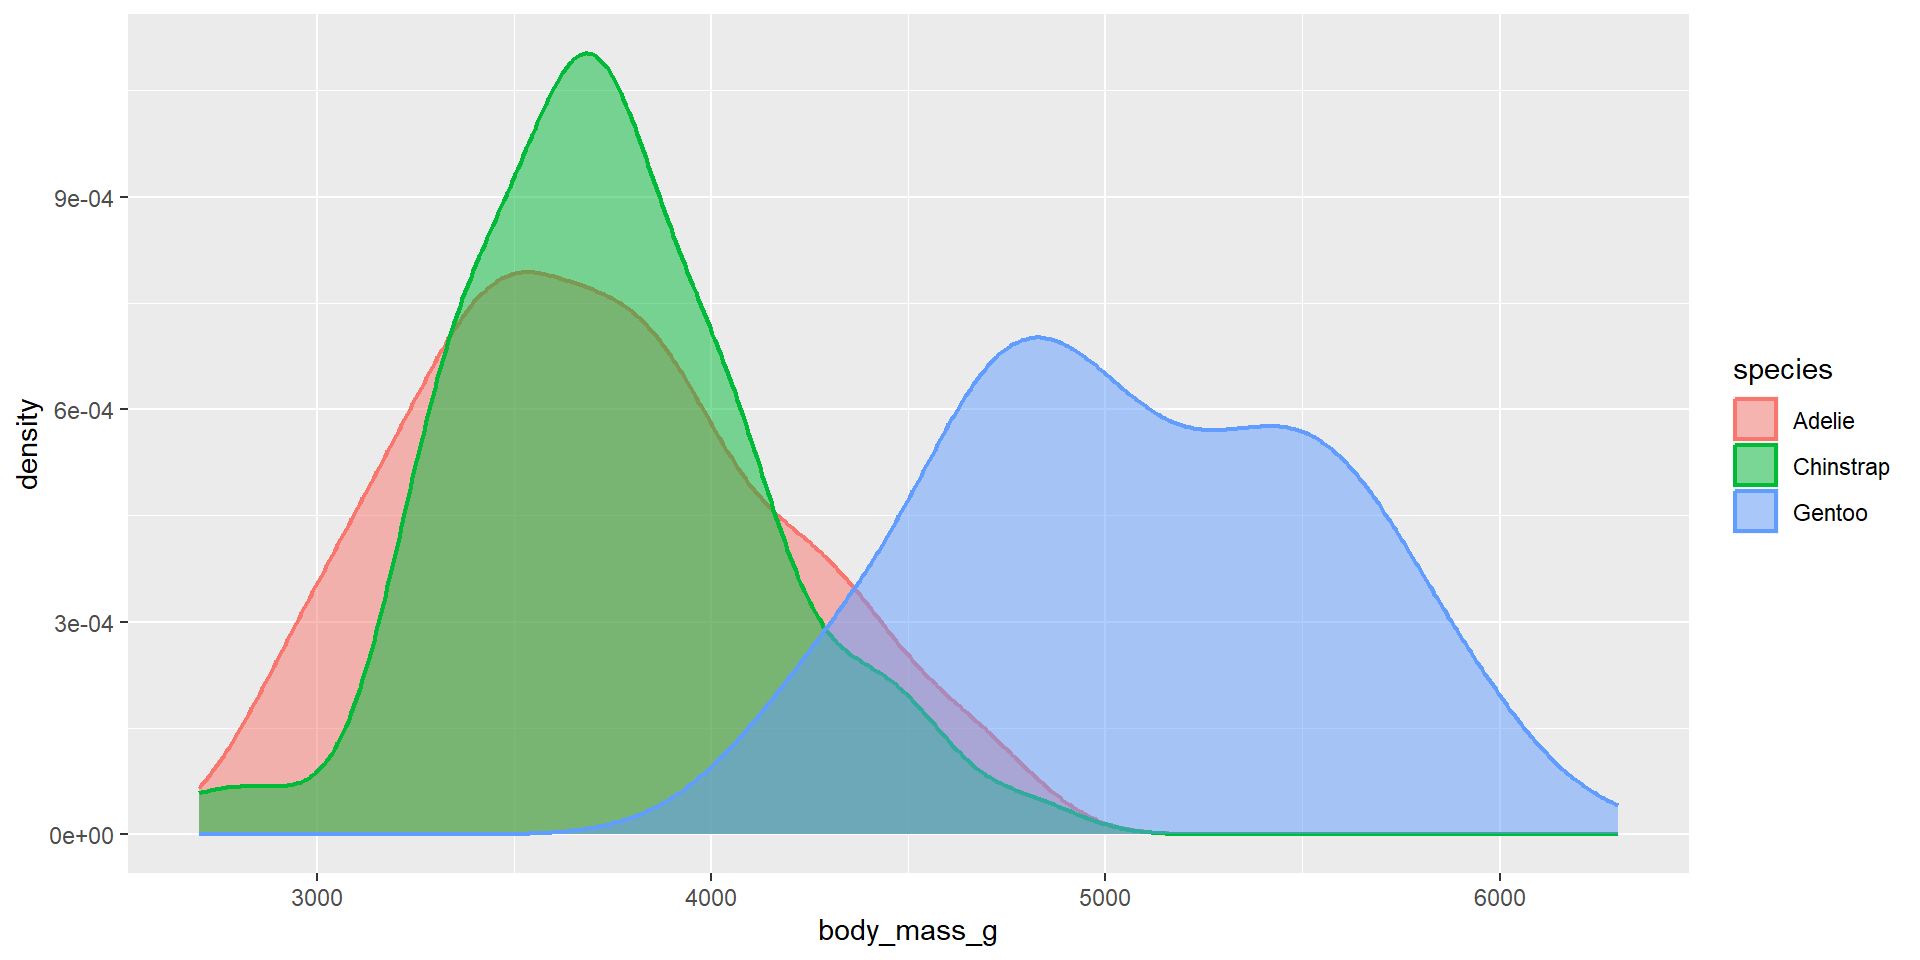 density
9e-04
6e-04
3e-04
0e+00
3000
4000
5000
6000
body_mass_g
species
Adelie
Chinstrap
Gentoo